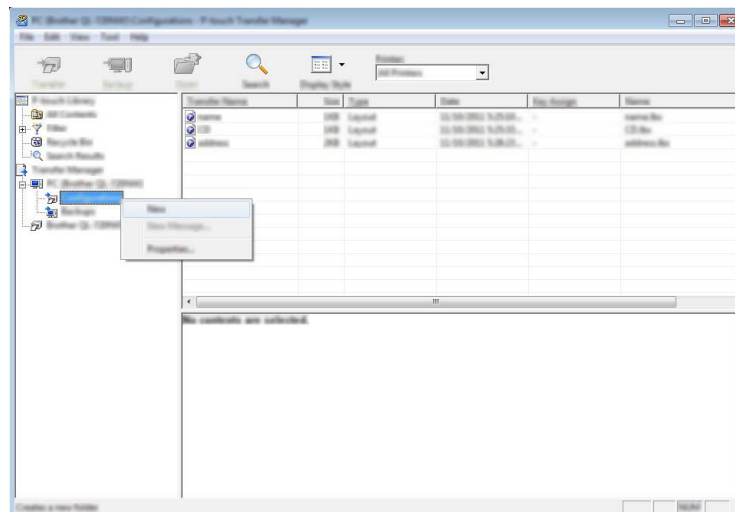 PC (Brother QL-720NW) Configurations - P-touch Transfer Manager
File Edit View Tool Help
Transfer Backup Open Search Display Style
Printer:
All Printers
P-touch Library
All Contents
Filter
Recycle Bin
Search Results
Transfer Manager
PC (Brother QL-720NW)
Configurations
Backups
Brother QL-720NW
Transfer Name Size Type Date Key Assign Name
name 1KB Layout - name.lbx
CD 1KB Layout - CD.lbx
address 2KB Layout - address.lbx
New
New Message...
Properties...
No contents are selected.
Creates a new folder
NUM